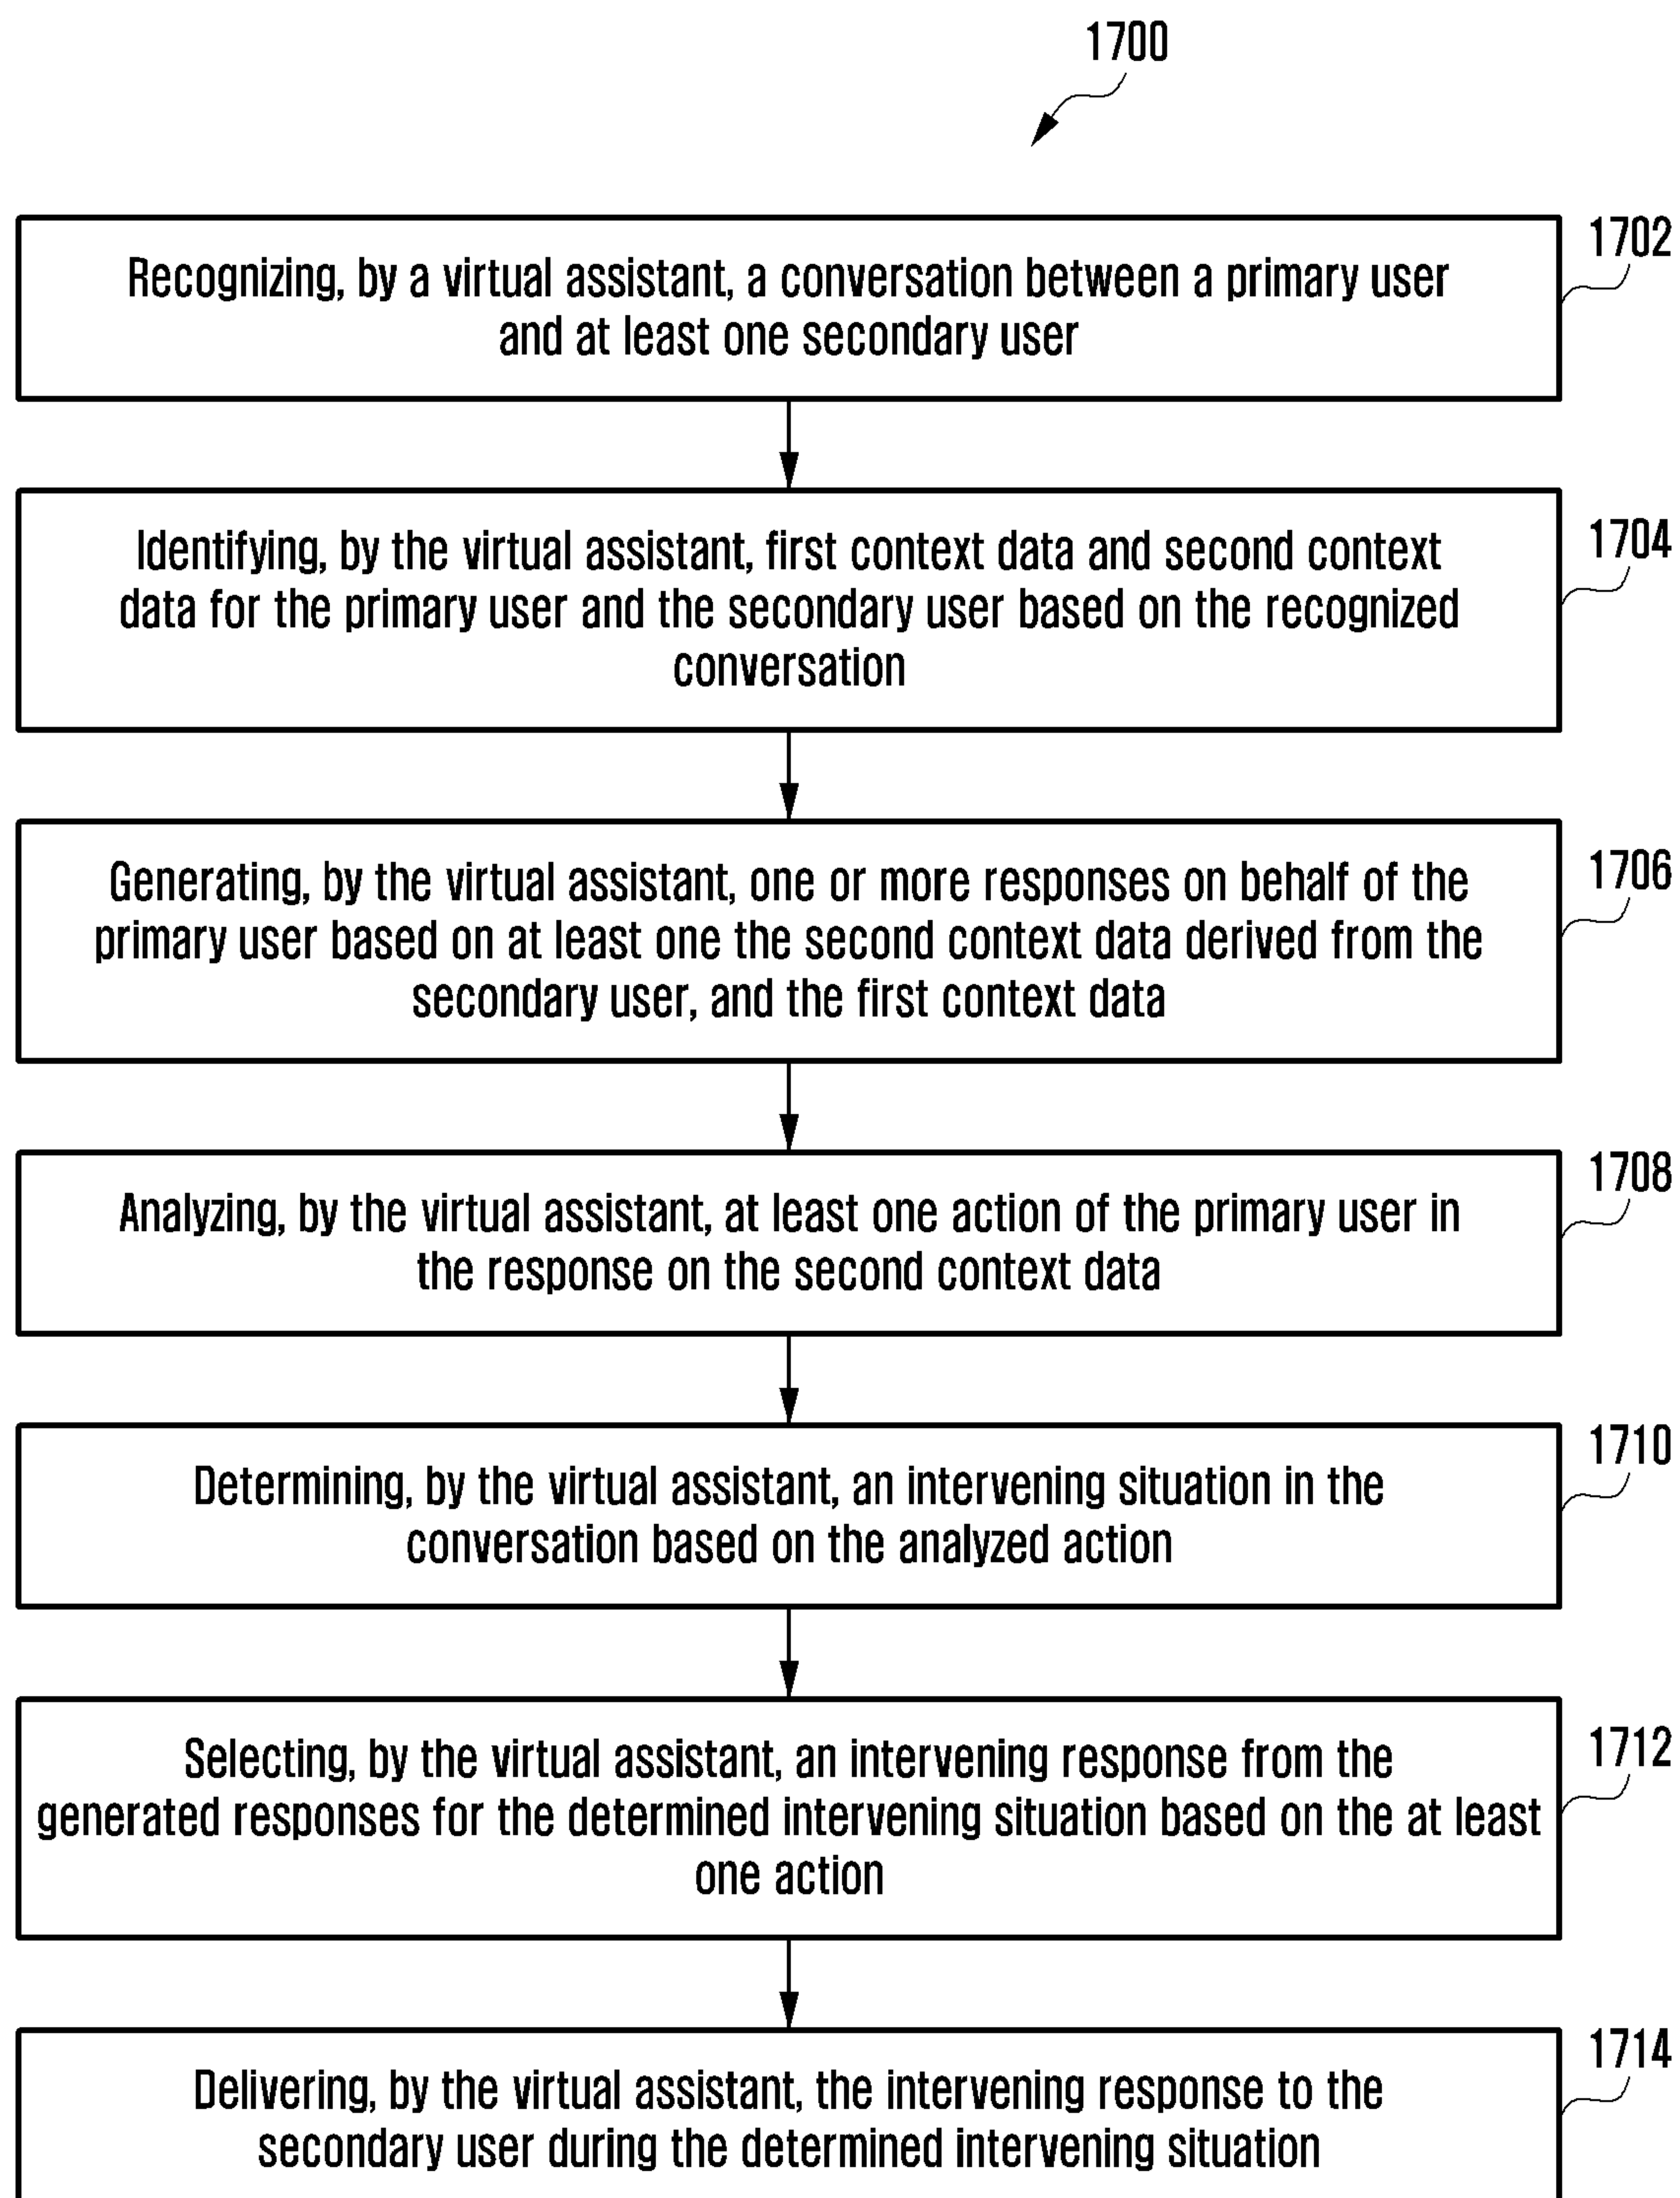 1700
1702
Recognizing, by a virtual assistant, a conversation between a primary user
and at least one secondary user
1704
Identifying, by the virtual assistant, first context data and second context
data for the primary user and the secondary user based on the recognized
conversation
1706
Generating, by the virtual assistant, one or more responses on behalf of the
primary user based on at least one the second context data derived from the
secondary user, and the first context data
1708
Analyzing, by the virtual assistant, at least one action of the primary user in
the response on the second context data
1710
Determining, by the virtual assistant, an intervening situation in the
conversation based on the analyzed action
1712
Selecting, by the virtual assistant, an intervening response from the
generated responses for the determined intervening situation based on the at least
one action
1714
Delivering, by the virtual assistant, the intervening response to the
secondary user during the determined intervening situation